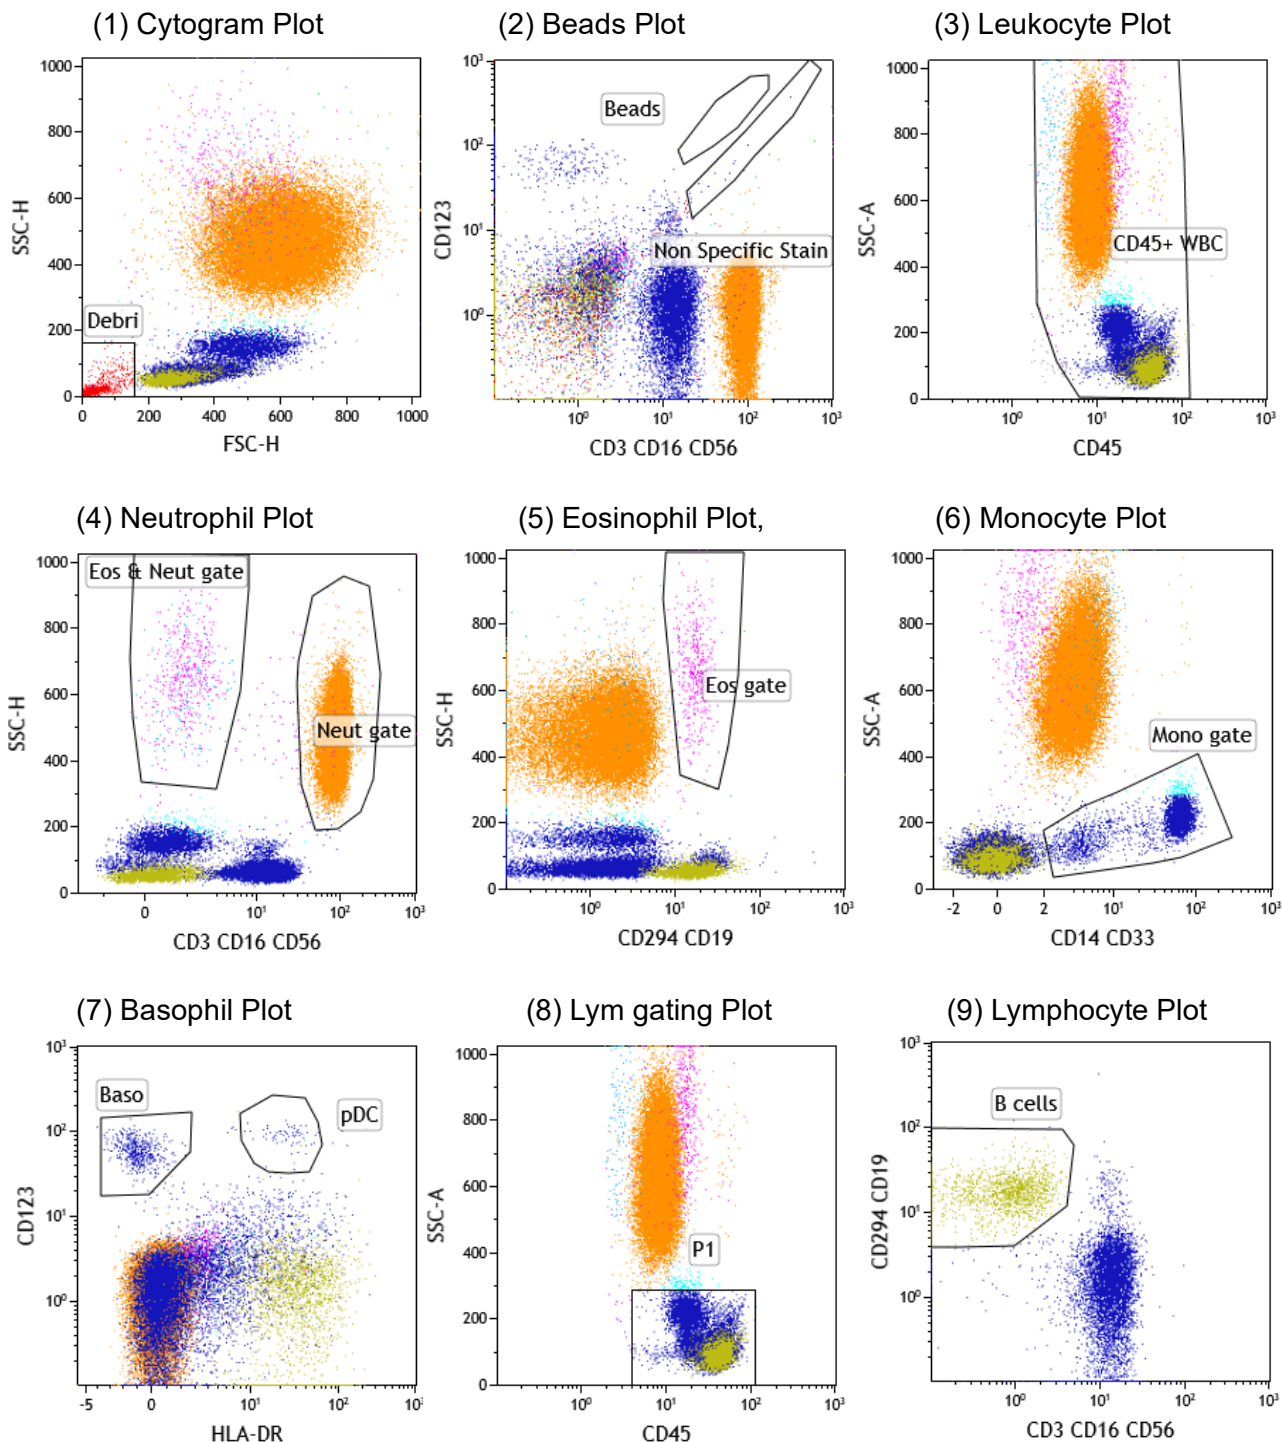 (1) Cytogram Plot
(2) Beads Plot
(3) Leukocyte Plot
1000
800
600
400
200
0
SSC-H
Debri
0 200 400 600 800 1000
FSC-H
10³
10²
10¹
10⁰
CD123
Beads
Non Specific Stain
10⁰ 10¹ 10² 10³
CD3 CD16 CD56
1000
800
600
400
200
0
SSC-A
CD45+ WBC
10⁰ 10¹ 10² 10³
CD45
(4) Neutrophil Plot
(5) Eosinophil Plot,
(6) Monocyte Plot
1000
800
600
400
200
0
SSC-H
Eos & Neut gate
Neut gate
0 10¹ 10² 10³
CD3 CD16 CD56
1000
800
600
400
200
0
SSC-H
Eos gate
10⁰ 10¹ 10² 10³
CD294 CD19
1000
800
600
400
200
0
SSC-A
Mono gate
-2 0 2 10¹ 10² 10³
CD14 CD33
(7) Basophil Plot
(8) Lym gating Plot
(9) Lymphocyte Plot
10³
10²
10¹
10⁰
CD123
Baso
pDC
-5 0 10¹ 10² 10³
HLA-DR
1000
800
600
400
200
0
SSC-A
P1
10⁰ 10¹ 10² 10³
CD45
10³
10²
10¹
10⁰
CD294 CD19
B cells
10⁰ 10¹ 10² 10³
CD3 CD16 CD56